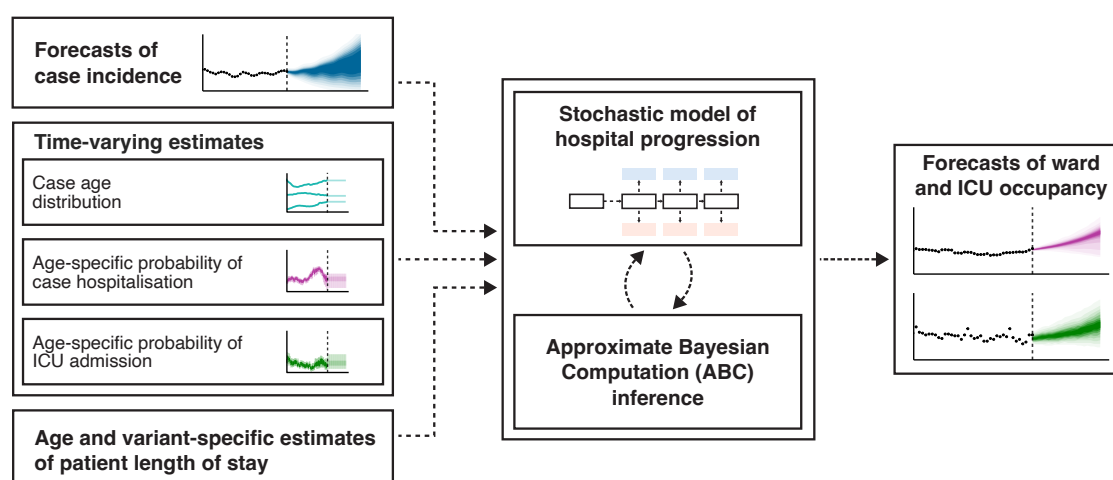 Forecasts of
case incidence
Time-varying estimates
Case age
distribution
Age-specific probability of
case hospitalisation
Age-specific probability of
ICU admission
Age and variant-specific estimates
of patient length of stay
Stochastic model of
hospital progression
Approximate Bayesian
Computation (ABC)
inference
Forecasts of ward
and ICU occupancy